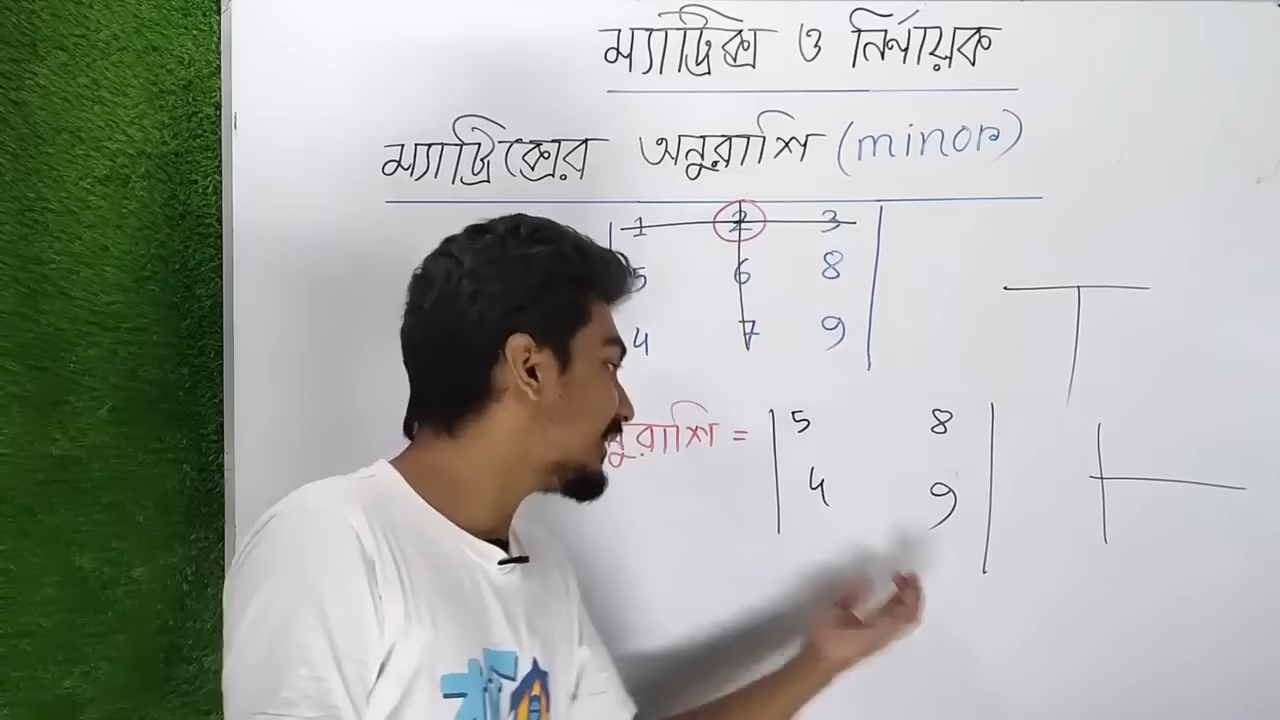 ম্যাট্রিক্স ও নির্ণায়ক
ম্যাট্রিক্সের অনুরাশি (minor)
1 2 3
5 6 8
4 7 9
নুরাশি =
5 8
4 9